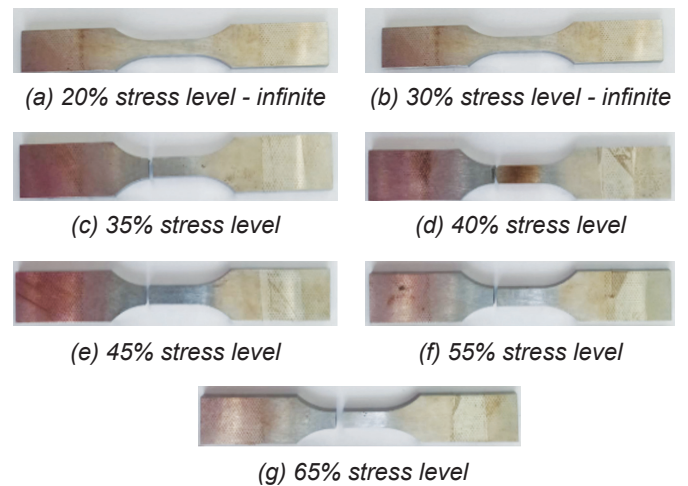 (a) 20% stress level - infinite
(b) 30% stress level - infinite
(c) 35% stress level
(d) 40% stress level
(e) 45% stress level
(f) 55% stress level
(g) 65% stress level